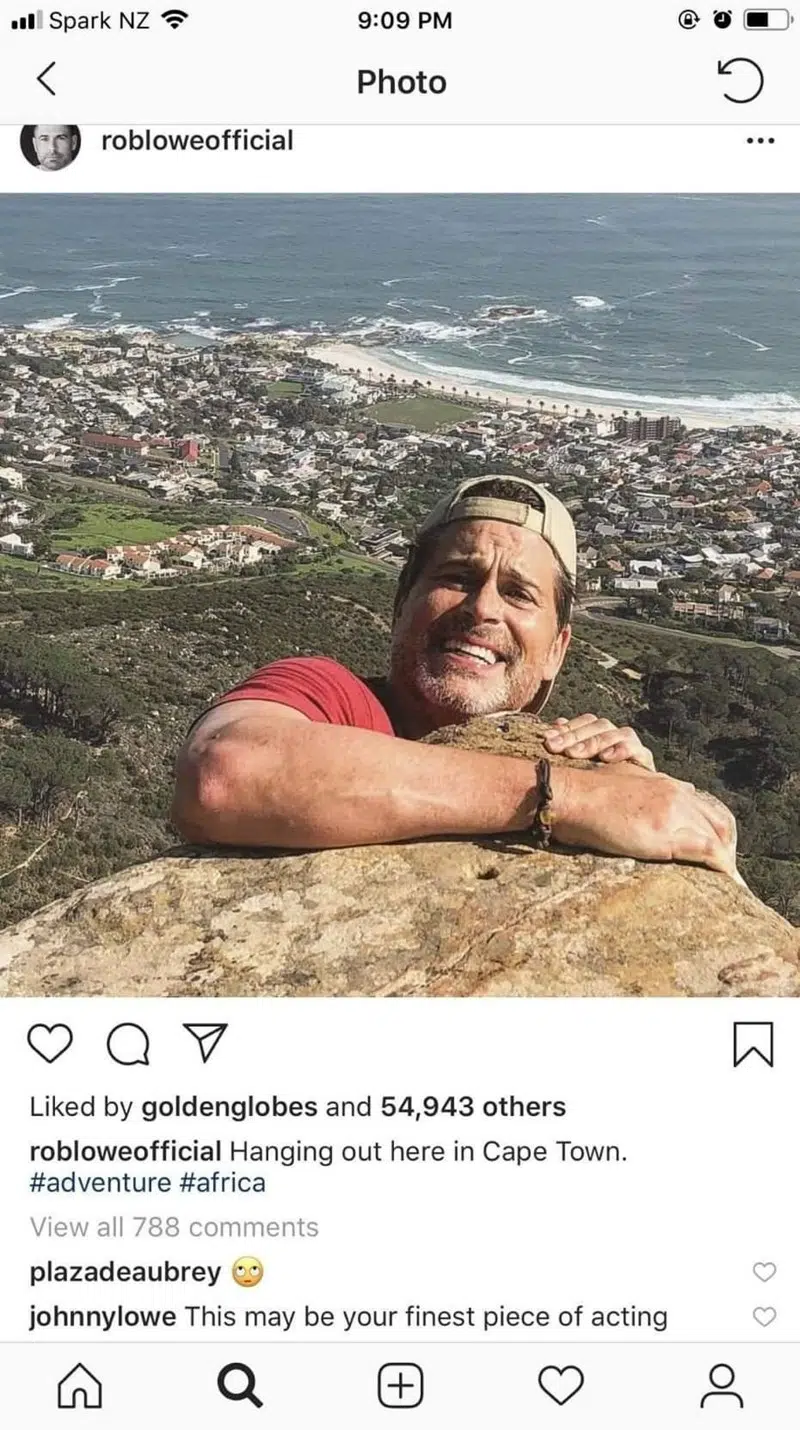 Spark NZ 9:09 PM
Photo
robloweofficial
Liked by goldenglobes and 54,943 others
robloweofficial Hanging out here in Cape Town.
#adventure #africa
View all 788 comments
plazadeaubrey 🙄
johnnylowe This may be your finest piece of acting